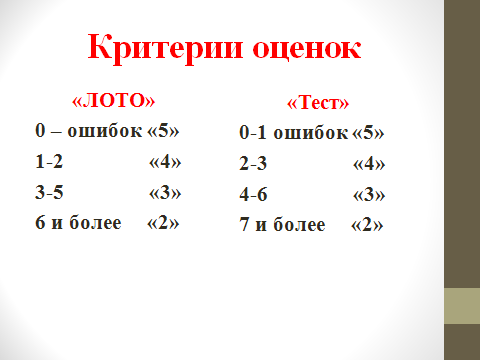 Критерии оценок
«ЛОТО»
0 – ошибок «5»
1-2 «4»
3-5 «3»
6 и более «2»
«Тест»
0-1 ошибок «5»
2-3 «4»
4-6 «3»
7 и более «2»